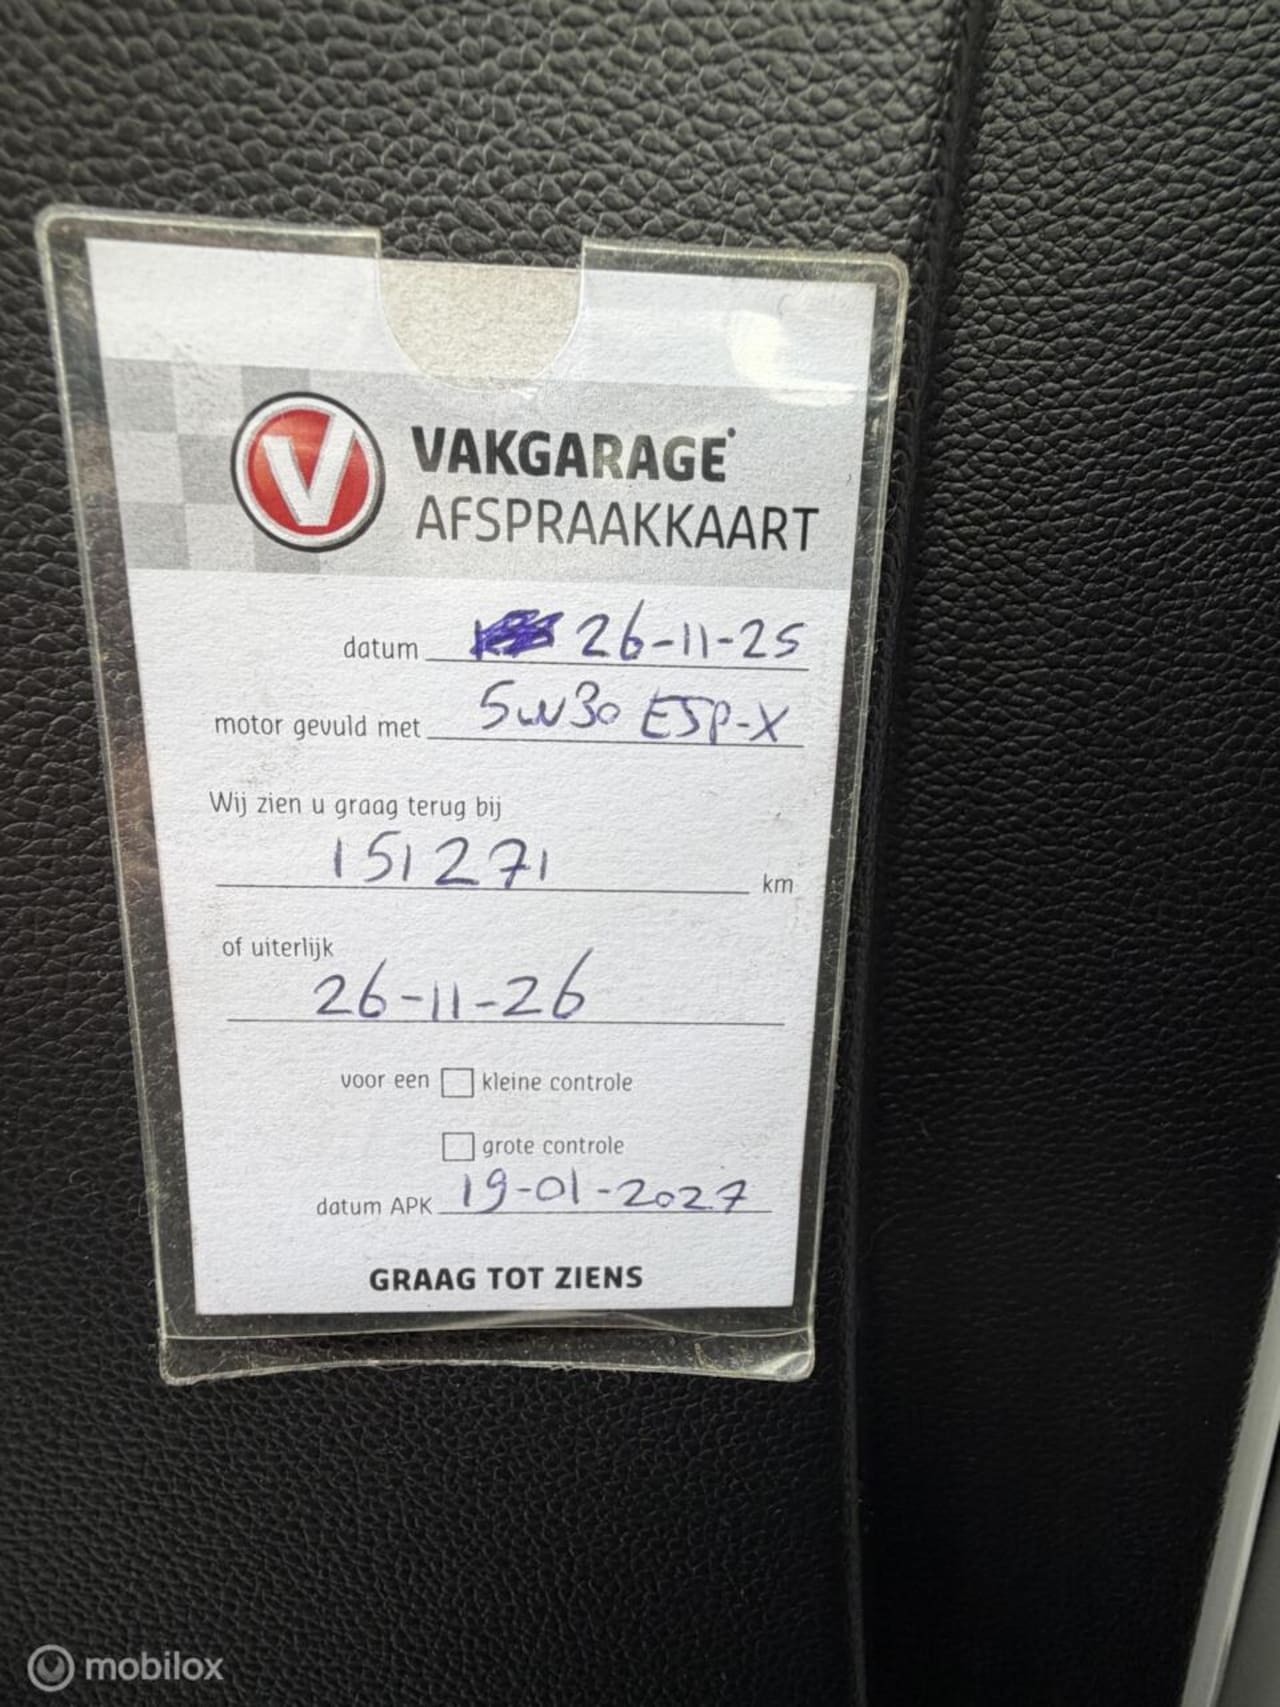 V
VAKGARAGE
AFSPRAAKKAART
datum 26-11-25
motor gevuld met 5w30 ESP-X
Wij zien u graag terug bij
151271 km
of uiterlijk
26-11-26
voor een kleine controle
grote controle
datum APK 19-01-2027
GRAAG TOT ZIENS
mobilox